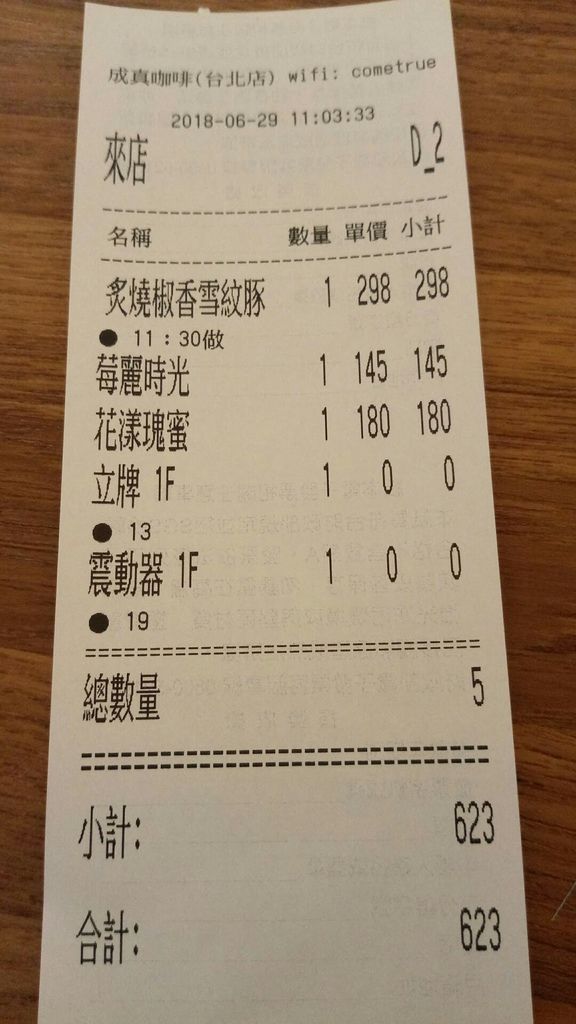 成真咖啡(台北店) wifi: cometrue
2018-06-29 11:03:33
來店 D_2
名稱 數量 單價 小計
炙燒椒香雪紋豚 1 298 298
● 11:30做
莓麗時光 1 145 145
花漾瑰蜜 1 180 180
立牌 1F 1 0 0
● 13
震動器 1F 1 0 0
● 19
總數量 5
小計: 623
合計: 623